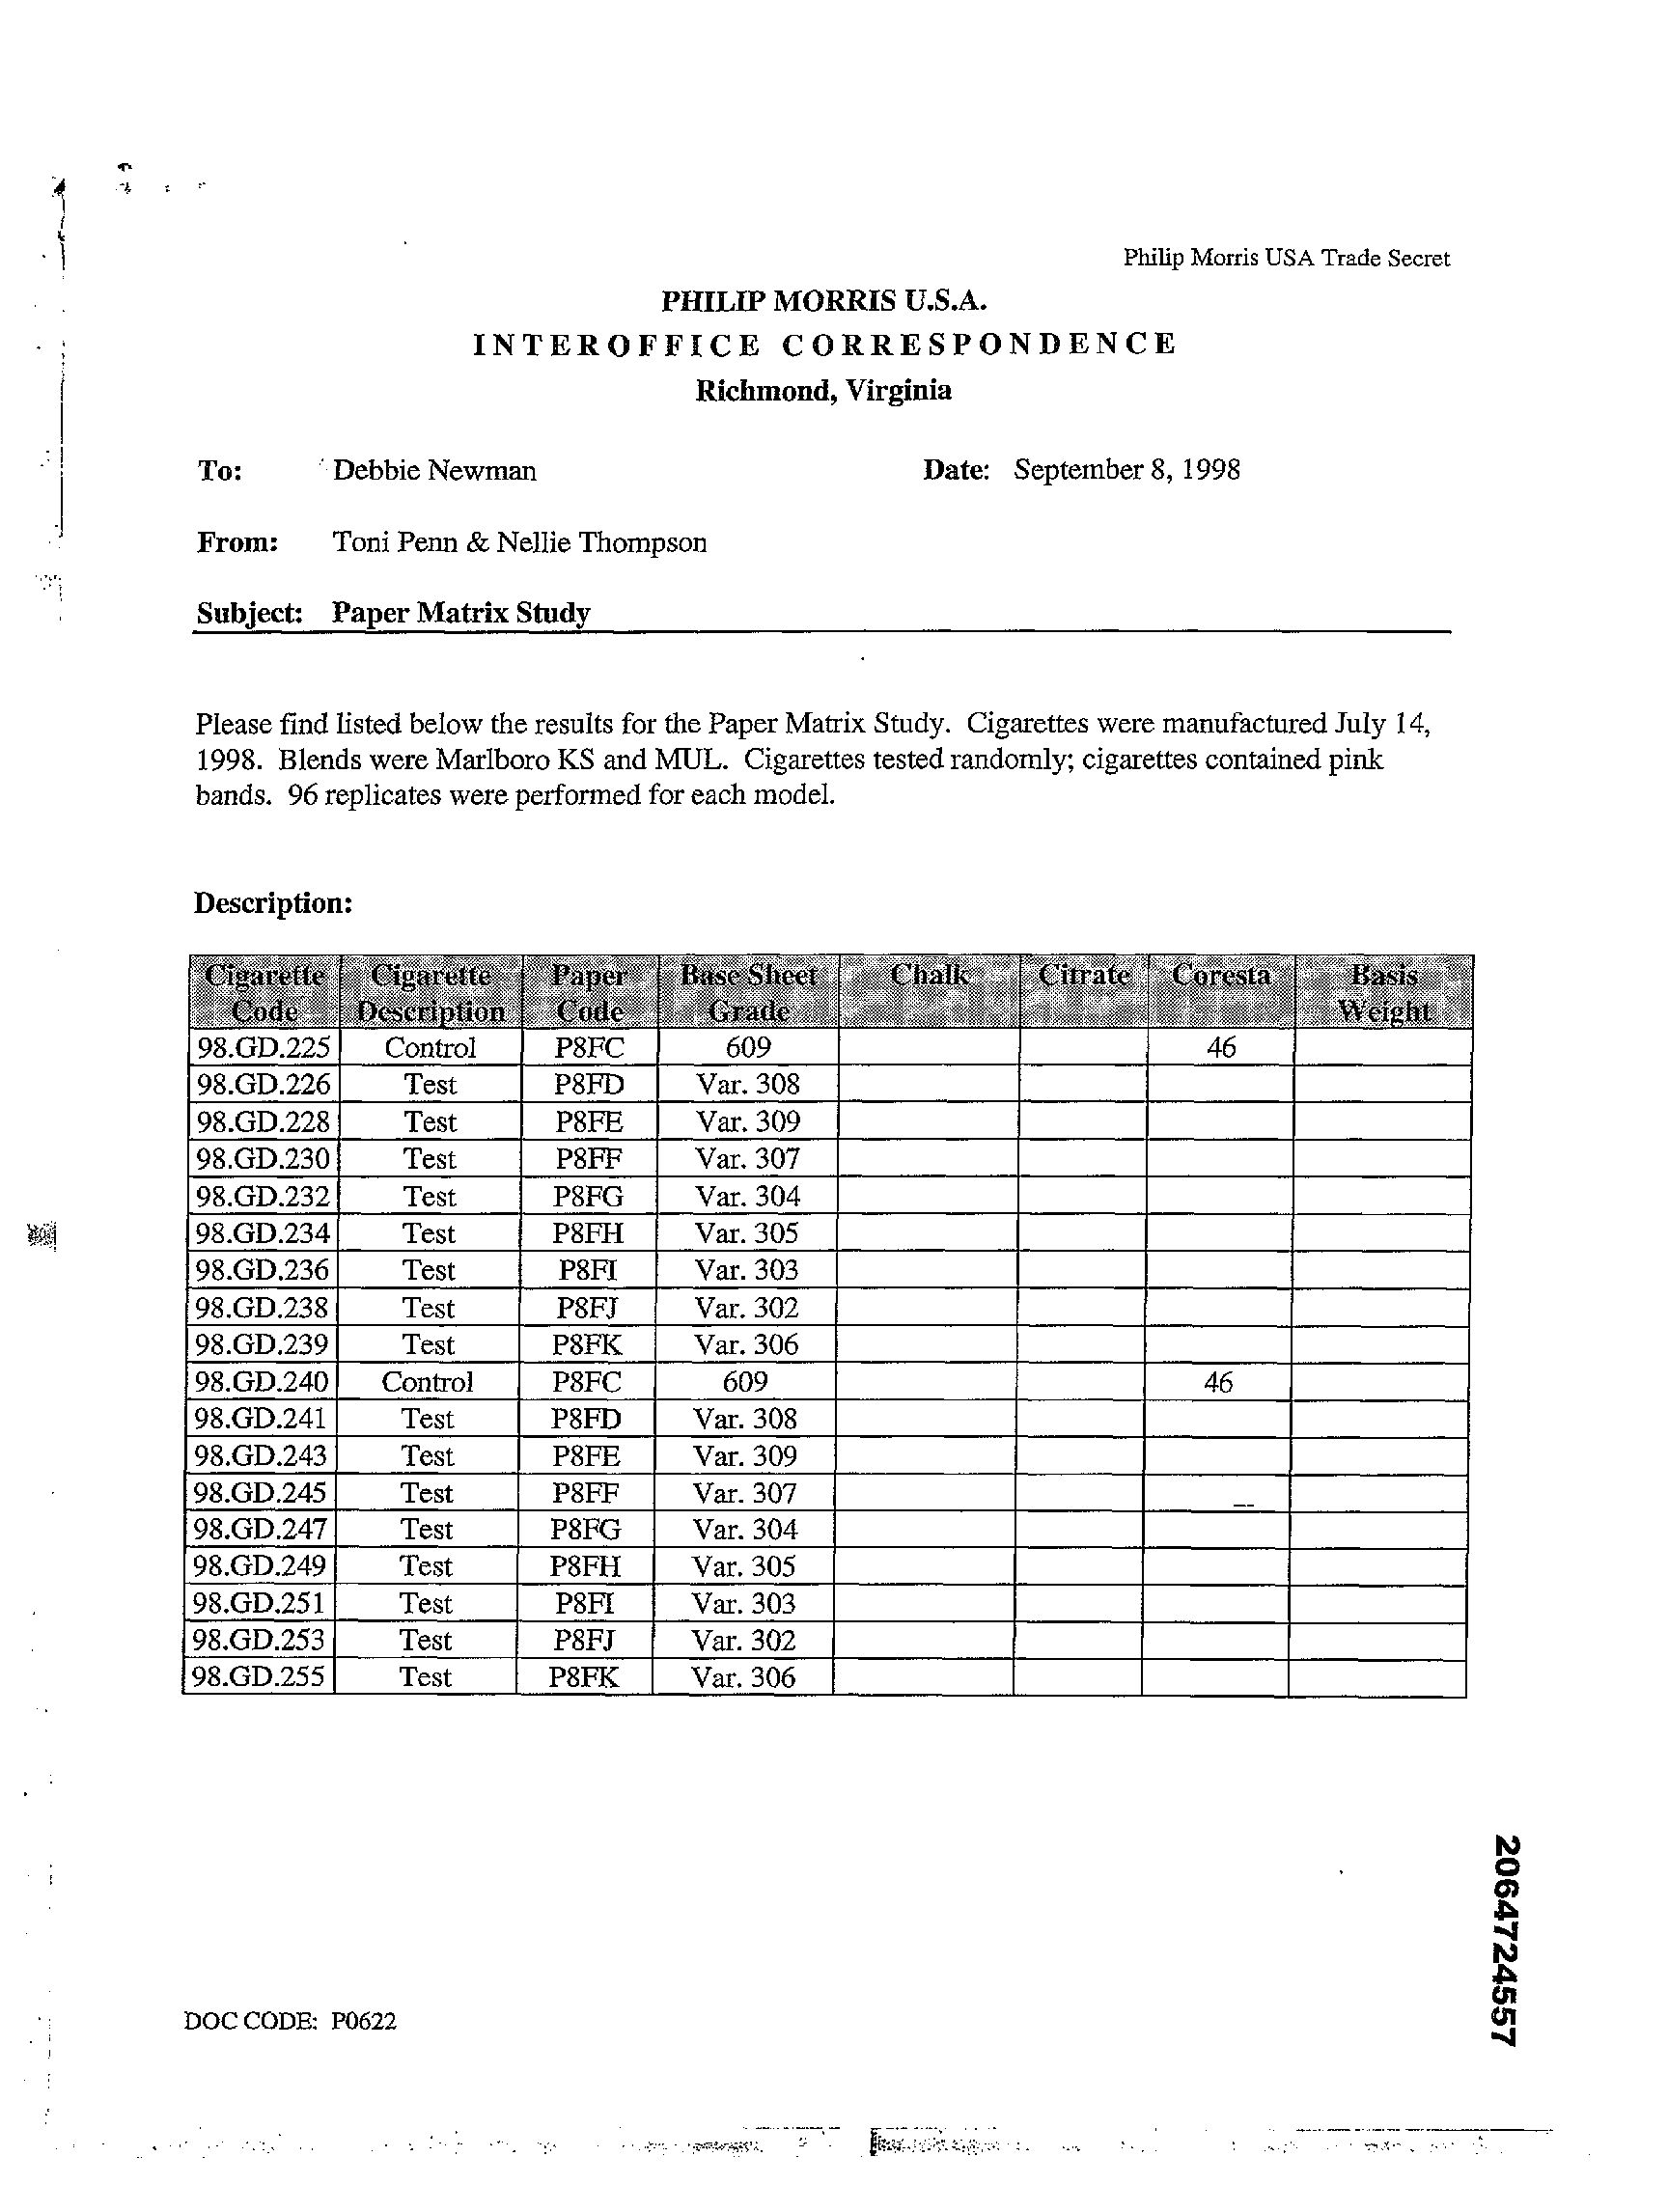 Philip Morris USA Trade Secret
PHILIP MORRIS U.S.A.
INTEROFFICE CORRESPONDENCE
Richmond, Virginia
To: Debbie Newman Date: September 8, 1998
From: Toni Penn & Nellie Thompson
Subject: Paper Matrix Study
Please find listed below the results for the Paper Matrix Study. Cigarettes were manufactured July 14,
1998. Blends were Marlboro KS and MUL. Cigarettes tested randomly; cigarettes contained pink
bands. 96 replicates were performed for each model.
Description:
Cigarette Cigarette Paper Base Sheet Chalk Citrate Coresta Basis
Code Description Code Grade Weight
98.GD.225 Control P8FC 609 46
98.GD.226 Test P8FD Var. 308
98.GD.228 Test P8FE Var. 309
98.GD.230 Test P8FF Var. 307
98.GD.232 Test P8FG Var. 304
98.GD.234 Test P8FH Var. 305
98.GD.236 Test P8FI Var. 303
98.GD.238 Test P8FJ Var. 302
98.GD.239 Test P8FK Var. 306
98.GD.240 Control P8FC 609 46
98.GD.241 Test P8FD Var. 308
98.GD.243 Test P8FE Var. 309
98.GD.245 Test P8FF Var. 307
98.GD.247 Test P8FG Var. 304
98.GD.249 Test P8FH Var. 305
98.GD.251 Test P8FI Var. 303
98.GD.253 Test P8FJ Var. 302
98.GD.255 Test P8FK Var. 306
2064724557
DOC CODE: P0622